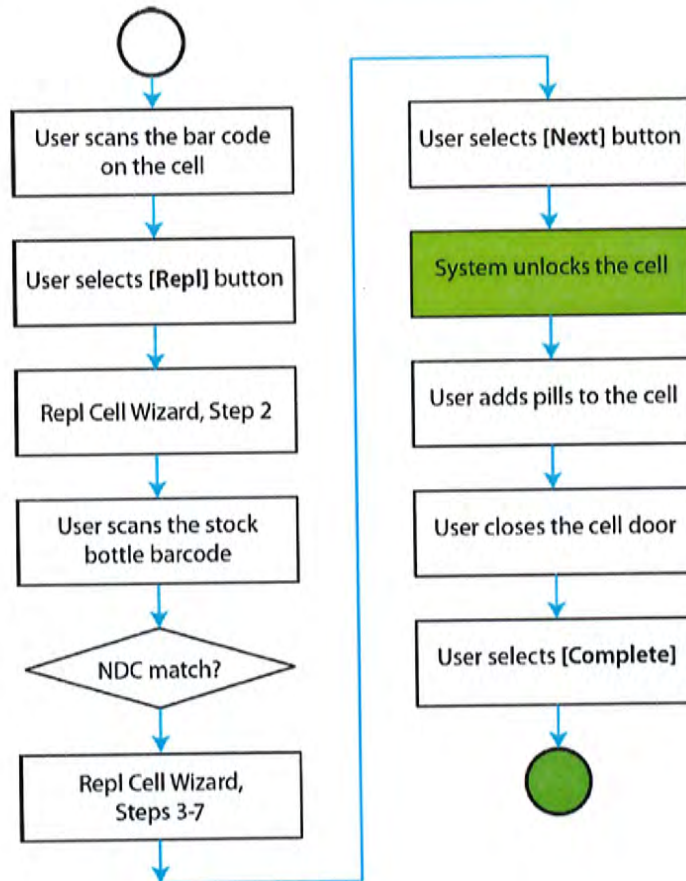 User scans the bar code
on the cell
User selects [Repl] button
Repl Cell Wizard, Step 2
User scans the stock
bottle barcode
NDC match?
Repl Cell Wizard,
Steps 3-7
User selects [Next] button
System unlocks the cell
User adds pills to the cell
User closes the cell door
User selects [Complete]